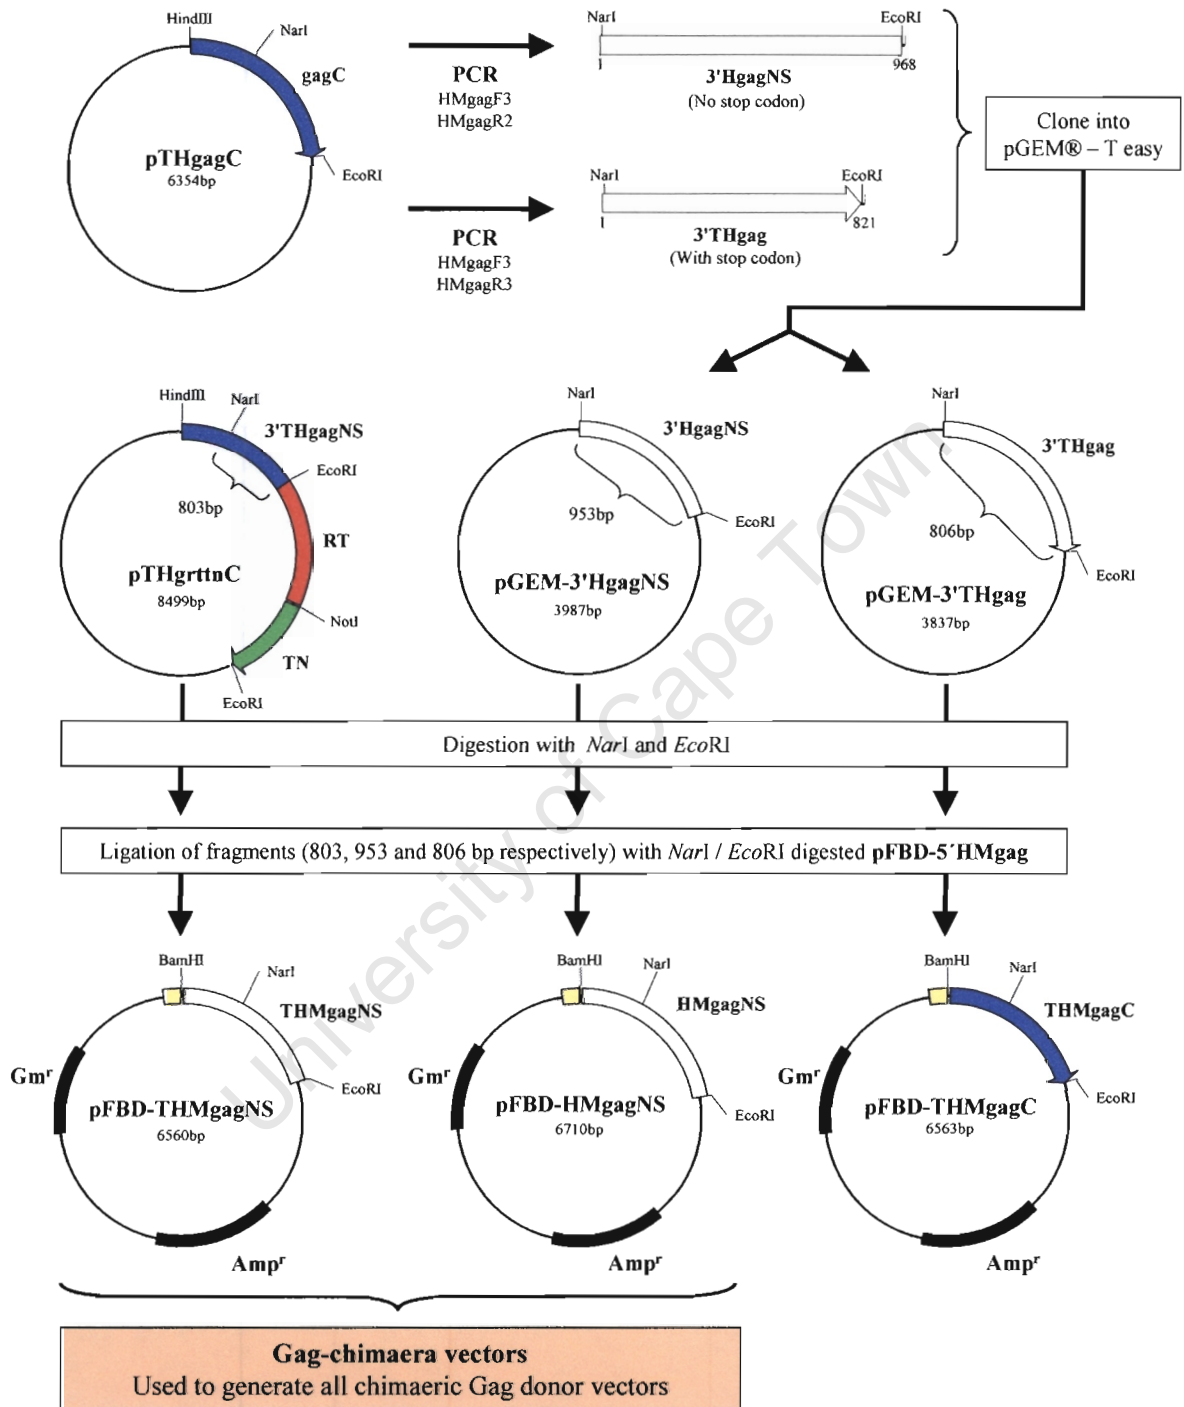 HindIII
NarI
gagC
pTHgagC
6354bp
EcoRI
PCR
HMgagF3
HMgagR2
NarI
EcoRI
1
968
3'HgagNS
(No stop codon)
PCR
HMgagF3
HMgagR3
NarI
EcoRI
1
821
3'THgag
(With stop codon)
Clone into
pGEM® – T easy
HindIII
NarI
3'THgagNS
EcoRI
803bp
RT
pTHgrttnC
8499bp
NotI
TN
EcoRI
NarI
3'HgagNS
953bp
EcoRI
pGEM-3'HgagNS
3987bp
NarI
3'THgag
806bp
EcoRI
pGEM-3'THgag
3837bp
Digestion with NarI and EcoRI
Ligation of fragments (803, 953 and 806 bp respectively) with NarI / EcoRI digested pFBD-5´HMgag
BamHI
NarI
THMgagNS
Gmʳ
EcoRI
pFBD-THMgagNS
6560bp
Ampʳ
BamHI
NarI
HMgagNS
Gmʳ
EcoRI
pFBD-HMgagNS
6710bp
Ampʳ
BamHI
NarI
THMgagC
Gmʳ
EcoRI
pFBD-THMgagC
6563bp
Ampʳ
Gag-chimaera vectors
Used to generate all chimaeric Gag donor vectors
University of Cape Town